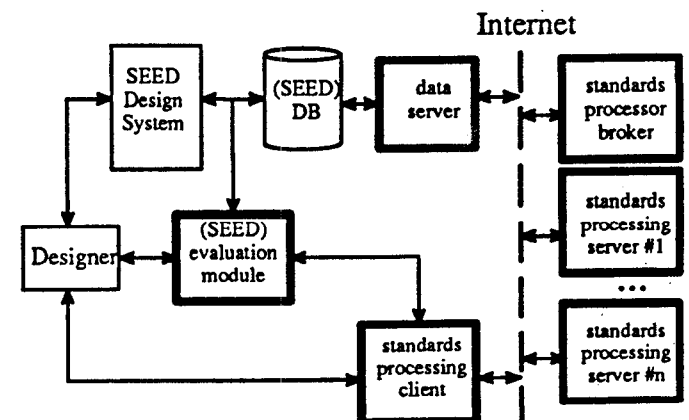 Internet
SEED
Design
System
(SEED)
DB
data
server
standards
processor
broker
standards
processing
server #1
...
standards
processing
server #n
Designer
(SEED)
evaluation
module
standards
processing
client